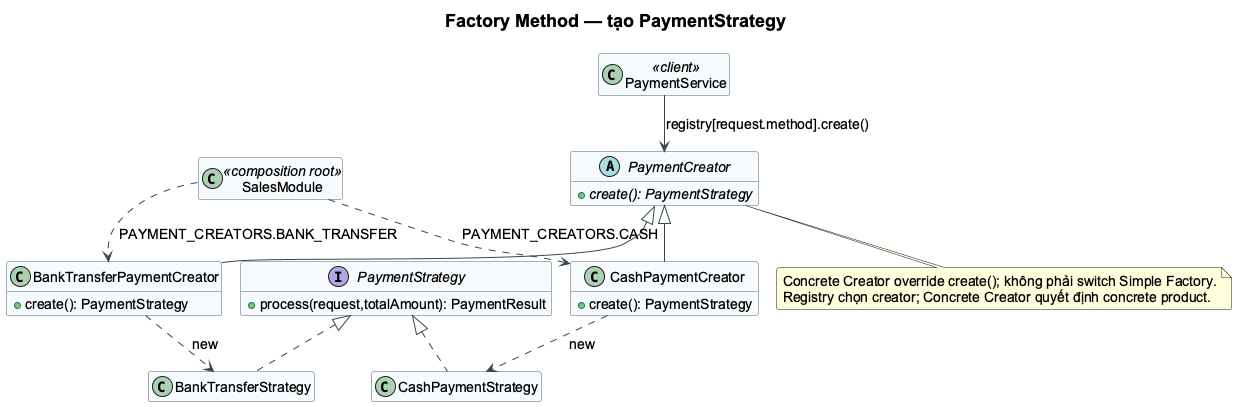 Factory Method — tạo PaymentStrategy
C
«client»
PaymentService
registry[request.method].create()
C
«composition root»
SalesModule
A
PaymentCreator
create(): PaymentStrategy
PAYMENT_CREATORS.BANK_TRANSFER
PAYMENT_CREATORS.CASH
C
BankTransferPaymentCreator
create(): PaymentStrategy
I
PaymentStrategy
process(request,totalAmount): PaymentResult
C
CashPaymentCreator
create(): PaymentStrategy
Concrete Creator override create(); không phải switch Simple Factory.
Registry chọn creator; Concrete Creator quyết định concrete product.
new
new
C
BankTransferStrategy
C
CashPaymentStrategy